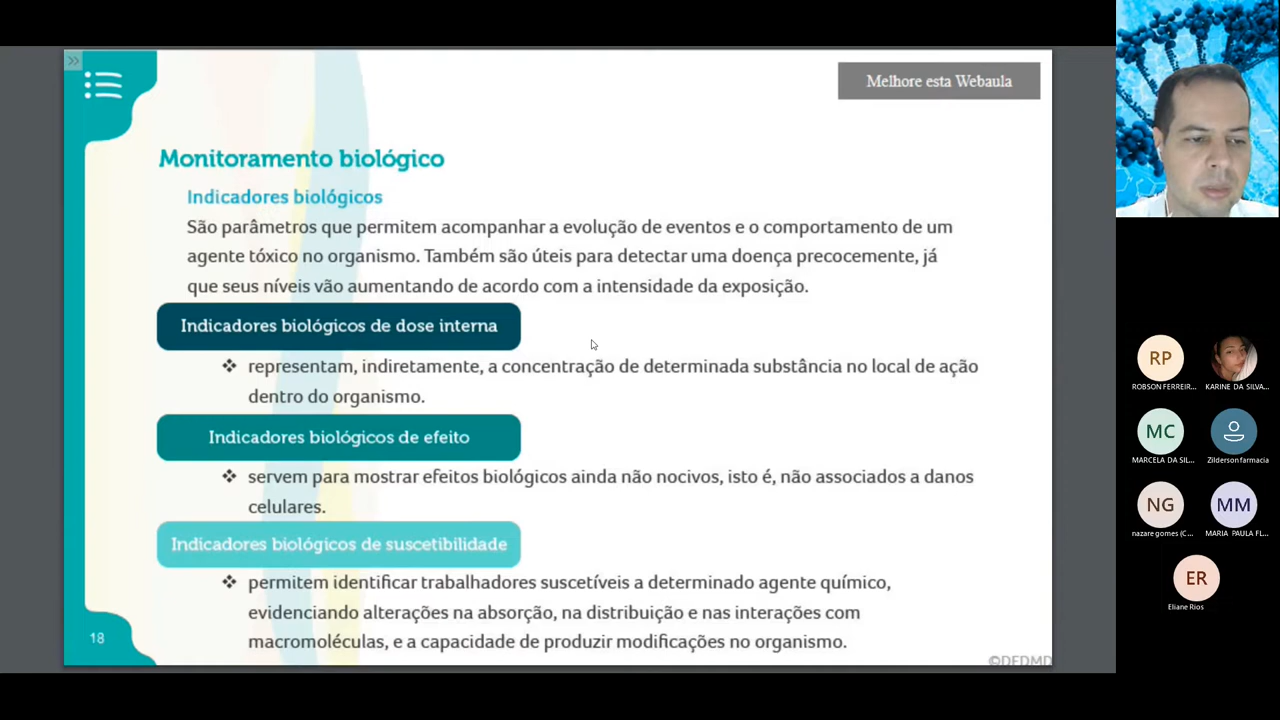 Melhore esta Webaula
Monitoramento biológico
Indicadores biológicos
São parâmetros que permitem acompanhar a evolução de eventos e o comportamento de um
agente tóxico no organismo. Também são úteis para detectar uma doença precocemente, já
que seus níveis vão aumentando de acordo com a intensidade da exposição.
Indicadores biológicos de dose interna
❖ representam, indiretamente, a concentração de determinada substância no local de ação
dentro do organismo.
Indicadores biológicos de efeito
❖ servem para mostrar efeitos biológicos ainda não nocivos, isto é, não associados a danos
celulares.
Indicadores biológicos de suscetibilidade
❖ permitem identificar trabalhadores suscetíveis a determinado agente químico,
evidenciando alterações na absorção, na distribuição e nas interações com
macromoléculas, e a capacidade de produzir modificações no organismo.
18
RP
ROBSON FERREIR...
KARINE DA SILVA...
MC
MARCELA DA SIL...
Zilderson farmacia
NG
nazare gomes (C...
MM
MARIA PAULA FL...
ER
Eliane Rios